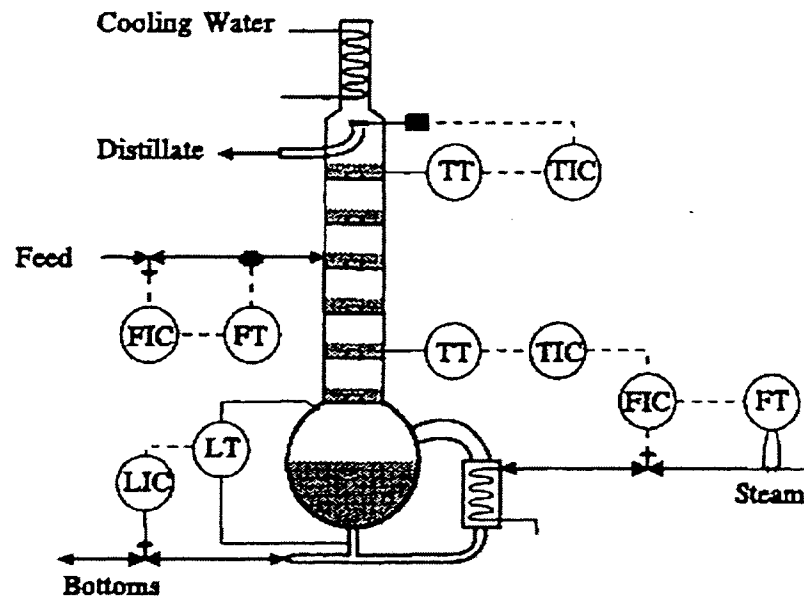 Cooling Water
Distillate
TT
TIC
Feed
FIC
FT
TT
TIC
FIC
FT
LT
LIC
Steam
Bottoms